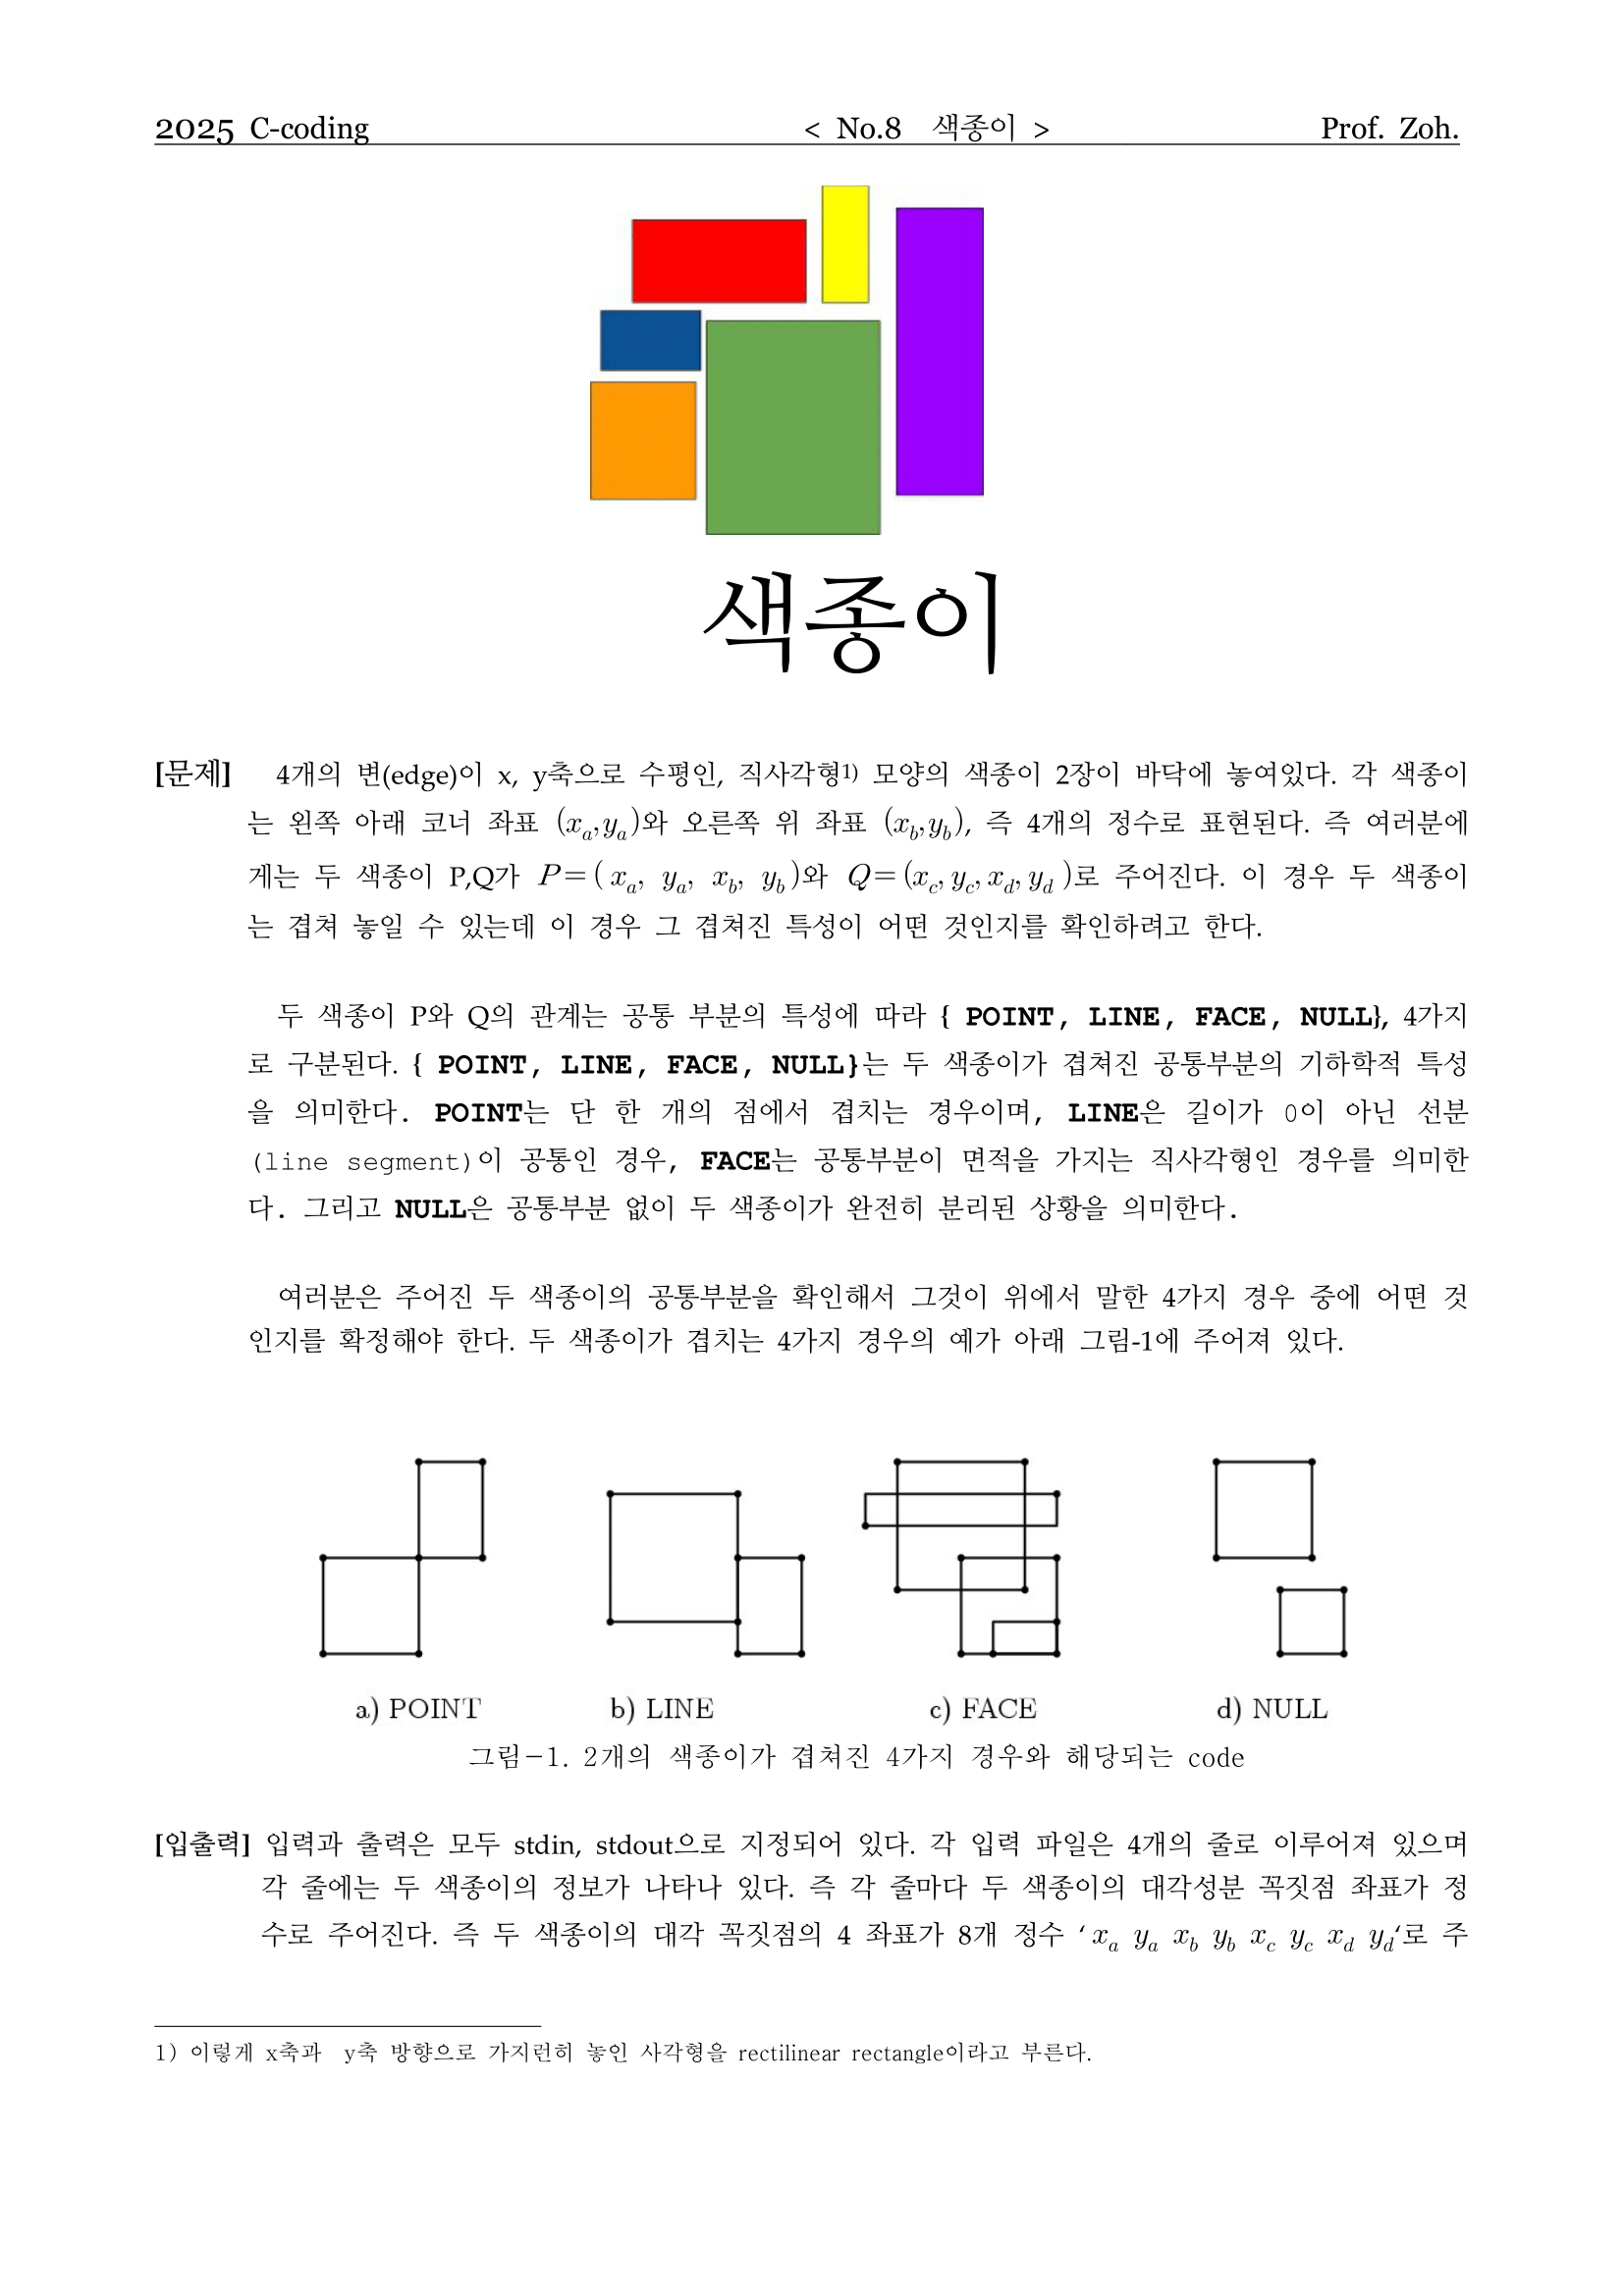 2025 C-coding < No.8 색종이 > Prof. Zoh.
색종이
[문제] 4개의 변(edge)이 x, y축으로 수평인, 직사각형1) 모양의 색종이 2장이 바닥에 놓여있다. 각 색종이
는 왼쪽 아래 코너 좌표 (x_a,y_a)와 오른쪽 위 좌표 (x_b,y_b), 즉 4개의 정수로 표현된다. 즉 여러분에
게는 두 색종이 P,Q가 P=( x_a, y_a, x_b, y_b )와 Q=(x_c, y_c, x_d, y_d )로 주어진다. 이 경우 두 색종이
는 겹쳐 놓일 수 있는데 이 경우 그 겹쳐진 특성이 어떤 것인지를 확인하려고 한다.
두 색종이 P와 Q의 관계는 공통 부분의 특성에 따라 { POINT, LINE, FACE, NULL}, 4가지
로 구분된다. { POINT, LINE, FACE, NULL}는 두 색종이가 겹쳐진 공통부분의 기하학적 특성
을 의미한다. POINT는 단 한 개의 점에서 겹치는 경우이며, LINE은 길이가 0이 아닌 선분
(line segment)이 공통인 경우, FACE는 공통부분이 면적을 가지는 직사각형인 경우를 의미한
다. 그리고 NULL은 공통부분 없이 두 색종이가 완전히 분리된 상황을 의미한다.
여러분은 주어진 두 색종이의 공통부분을 확인해서 그것이 위에서 말한 4가지 경우 중에 어떤 것
인지를 확정해야 한다. 두 색종이가 겹치는 4가지 경우의 예가 아래 그림-1에 주어져 있다.
a) POINT b) LINE c) FACE d) NULL
그림-1. 2개의 색종이가 겹쳐진 4가지 경우와 해당되는 code
[입출력] 입력과 출력은 모두 stdin, stdout으로 지정되어 있다. 각 입력 파일은 4개의 줄로 이루어져 있으며
각 줄에는 두 색종이의 정보가 나타나 있다. 즉 각 줄마다 두 색종이의 대각성분 꼭짓점 좌표가 정
수로 주어진다. 즉 두 색종이의 대각 꼭짓점의 4 좌표가 8개 정수 ‘ x_a y_a x_b y_b x_c y_c x_d y_d‘로 주
1) 이렇게 x축과 y축 방향으로 가지런히 놓인 사각형을 rectilinear rectangle이라고 부른다.